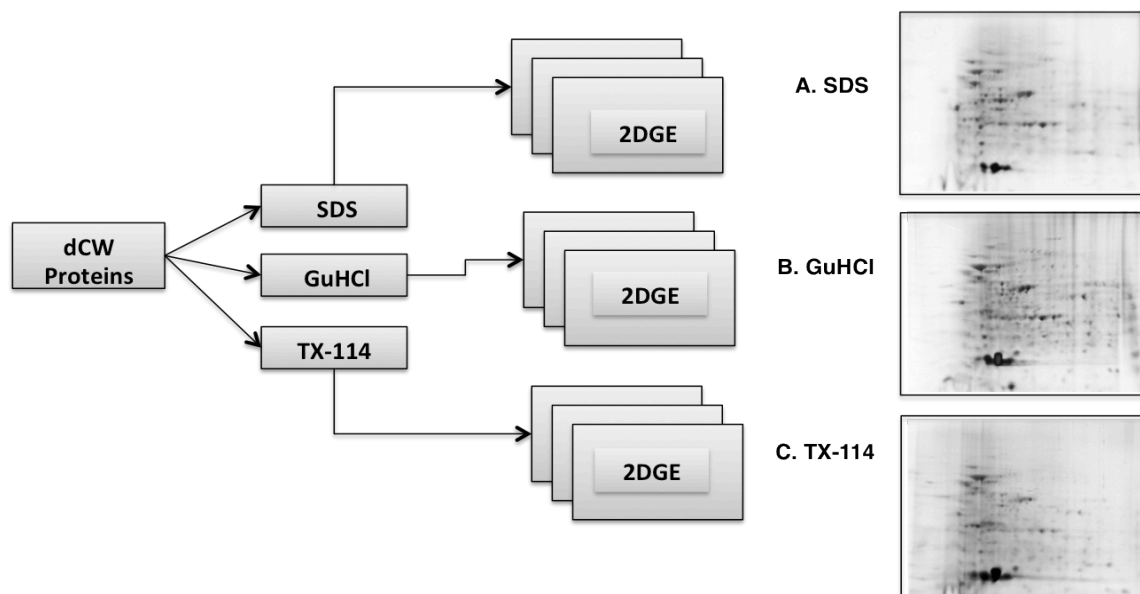 dCW
Proteins
SDS
GuHCl
TX-114
2DGE
2DGE
2DGE
A. SDS
B. GuHCl
C. TX-114